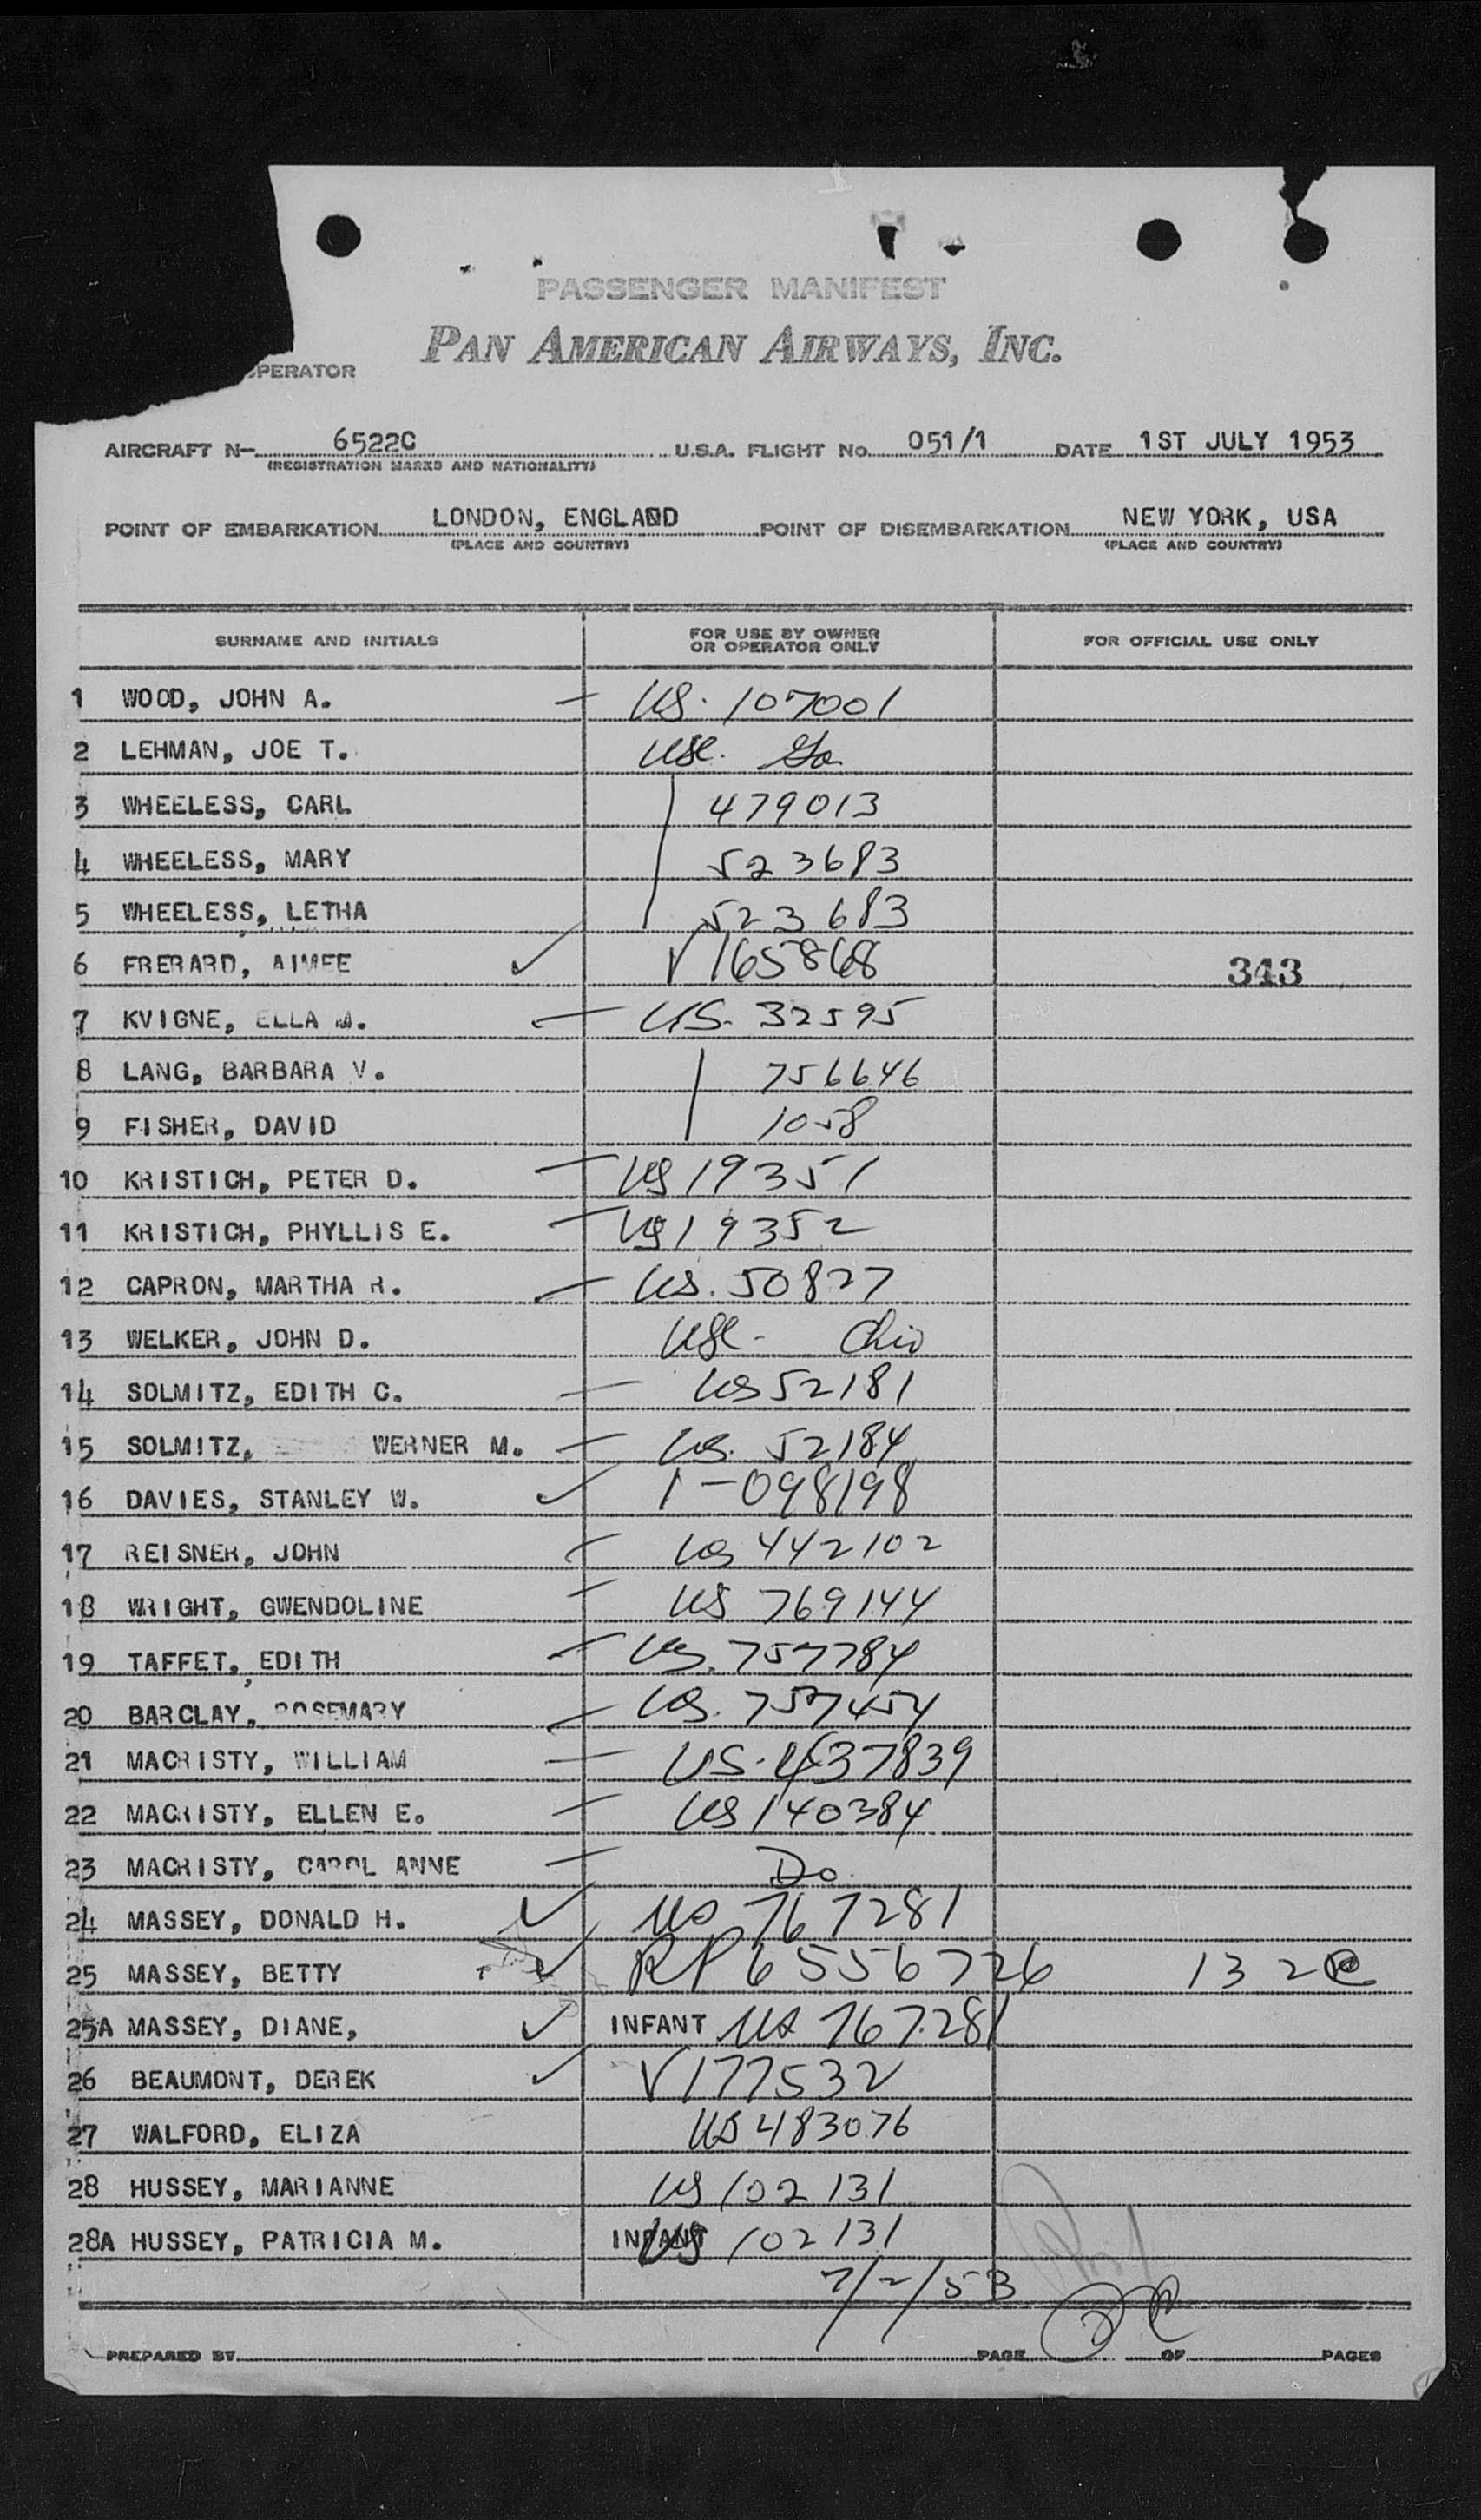 PASSENGER MANIFEST
PAN AMERICAN AIRWAYS, INC.
OPERATOR
AIRCRAFT N- 6522C U.S.A. FLIGHT No. 051/1 DATE 1ST JULY 1953
(REGISTRATION MARKS AND NATIONALITY)
POINT OF EMBARKATION LONDON, ENGLAND POINT OF DISEMBARKATION NEW YORK, USA
(PLACE AND COUNTRY) (PLACE AND COUNTRY)
SURNAME AND INITIALS FOR USE BY OWNER OR OPERATOR ONLY FOR OFFICIAL USE ONLY
1 WOOD, JOHN A. — US. 107001
2 LEHMAN, JOE T. USC. Ga
3 WHEELESS, CARL 479013
4 WHEELESS, MARY 523683
5 WHEELESS, LETHA 523683
6 FRERARD, AIMEE ✓ V165868 343
7 KVIGNE, ELLA M. — US. 32595
8 LANG, BARBARA V. 756646
9 FISHER, DAVID 1058
10 KRISTICH, PETER D. — US 19351
11 KRISTICH, PHYLLIS E. — US 19352
12 CAPRON, MARTHA R. — US. 50827
13 WELKER, JOHN D. USC - Ohio
14 SOLMITZ, EDITH C. — US 52181
15 SOLMITZ, WERNER M. — US. 52184
16 DAVIES, STANLEY W. ✓ 1-098198
17 REISNER, JOHN — US 442102
18 WRIGHT, GWENDOLINE — US 769144
19 TAFFET, EDITH — US. 757784
20 BARCLAY, ROSEMARY — US. 757454
21 MACRISTY, WILLIAM — US. 437839
22 MACRISTY, ELLEN E. — US 140384
23 MACRISTY, CAROL ANNE — Do.
24 MASSEY, DONALD H. ✓ US 767281
25 MASSEY, BETTY ✓ RP 6556726 132
25A MASSEY, DIANE, ✓ INFANT US 767281
26 BEAUMONT, DEREK ✓ V177532
27 WALFORD, ELIZA US 483076
28 HUSSEY, MARIANNE US 102131
28A HUSSEY, PATRICIA M. INFANT US 102131
7/2/53
PREPARED BY PAGE OF PAGES